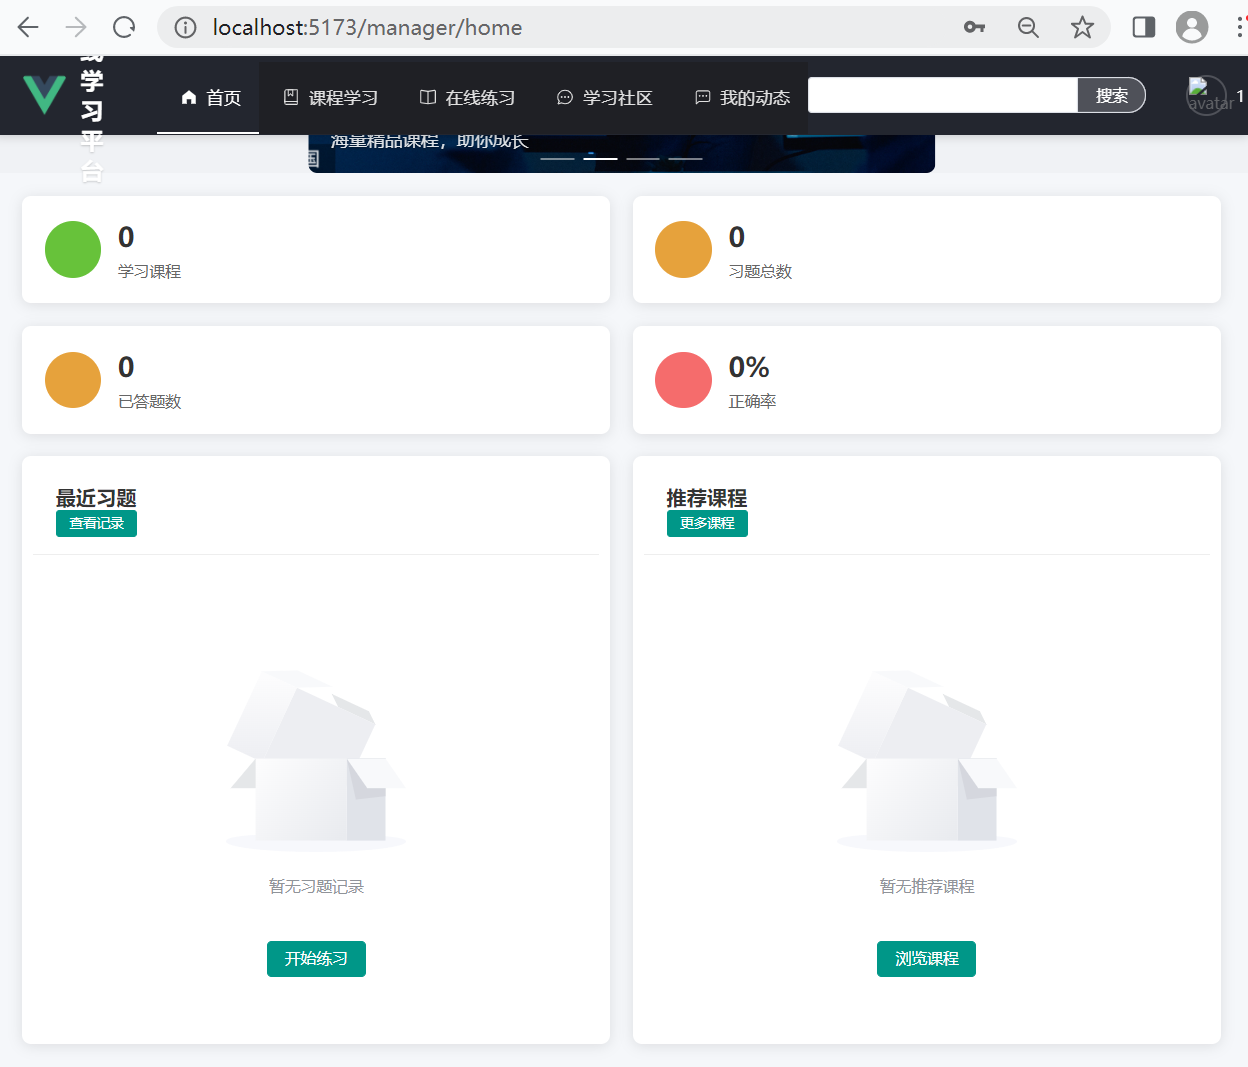 localhost:5173/manager/home
学
习
平
台
首页
课程学习
在线练习
学习社区
我的动态
搜索
avatar
1
海量精品课程，助你成长
国
0
学习课程
0
习题总数
0
已答题数
0%
正确率
最近习题
查看记录
推荐课程
更多课程
暂无习题记录
暂无推荐课程
开始练习
浏览课程